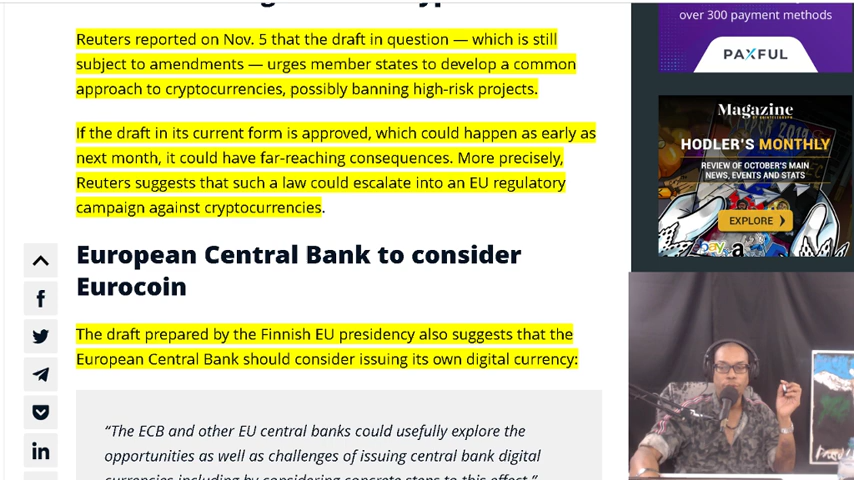 over 300 payment methods
PAXFUL
Reuters reported on Nov. 5 that the draft in question — which is still
subject to amendments — urges member states to develop a common
approach to cryptocurrencies, possibly banning high-risk projects.
Magazine
HODLER'S MONTHLY
REVIEW OF OCTOBER'S MAIN
NEWS, EVENTS AND STATS
EXPLORE
ebay
a
If the draft in its current form is approved, which could happen as early as
next month, it could have far-reaching consequences. More precisely,
Reuters suggests that such a law could escalate into an EU regulatory
campaign against cryptocurrencies.
European Central Bank to consider
Eurocoin
The draft prepared by the Finnish EU presidency also suggests that the
European Central Bank should consider issuing its own digital currency:
“The ECB and other EU central banks could usefully explore the
opportunities as well as challenges of issuing central bank digital
currencies including by considering concrete steps to this effect.”
f
in